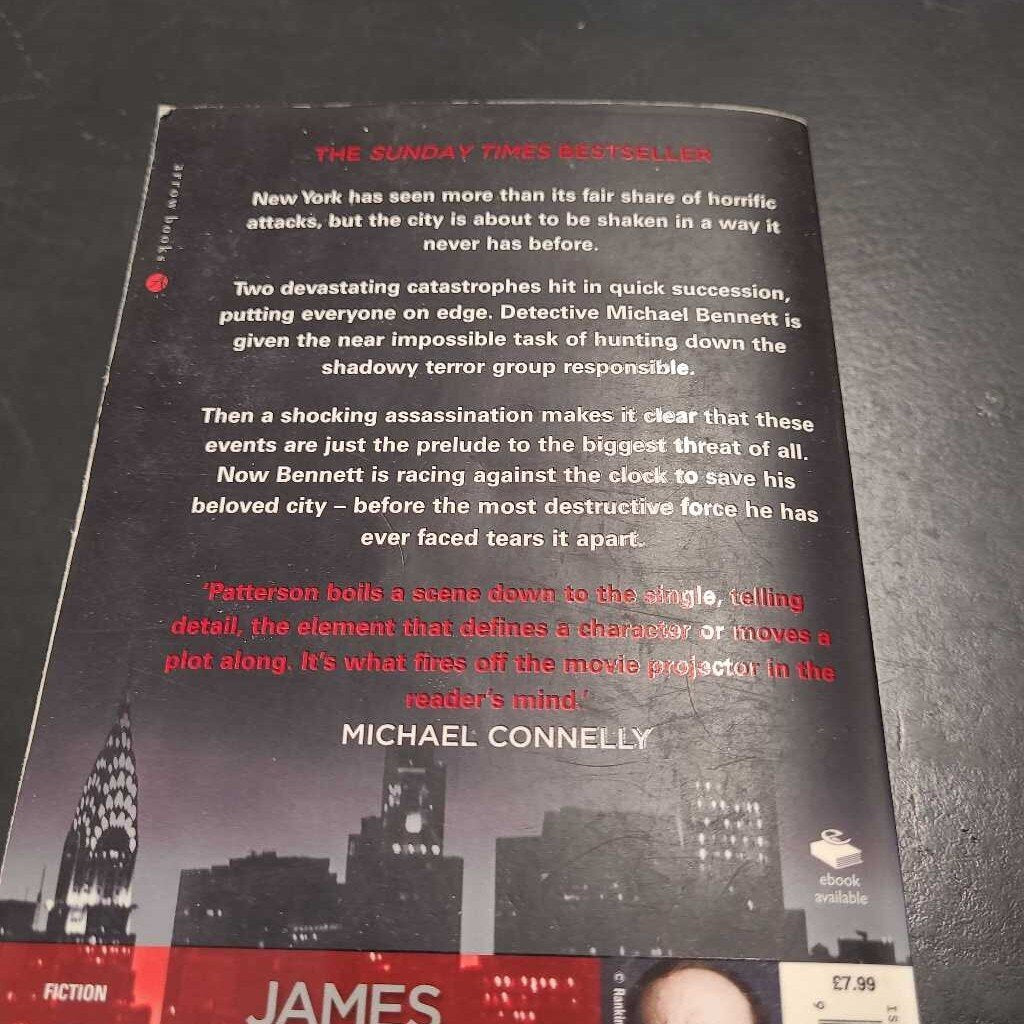 THE SUNDAY TIMES BESTSELLER
arrow books
New York has seen more than its fair share of horrific
attacks, but the city is about to be shaken in a way it
never has before.
Two devastating catastrophes hit in quick succession,
putting everyone on edge. Detective Michael Bennett is
given the near impossible task of hunting down the
shadowy terror group responsible.
Then a shocking assassination makes it clear that these
events are just the prelude to the biggest threat of all.
Now Bennett is racing against the clock to save his
beloved city – before the most destructive force he has
ever faced tears it apart.
'Patterson boils a scene down to the single, telling
detail, the element that defines a character or moves a
plot along. It's what fires off the movie projector in the
reader's mind.'
MICHAEL CONNELLY
ebook
available
FICTION
JAMES
© Rankin
£7.99
IS
9